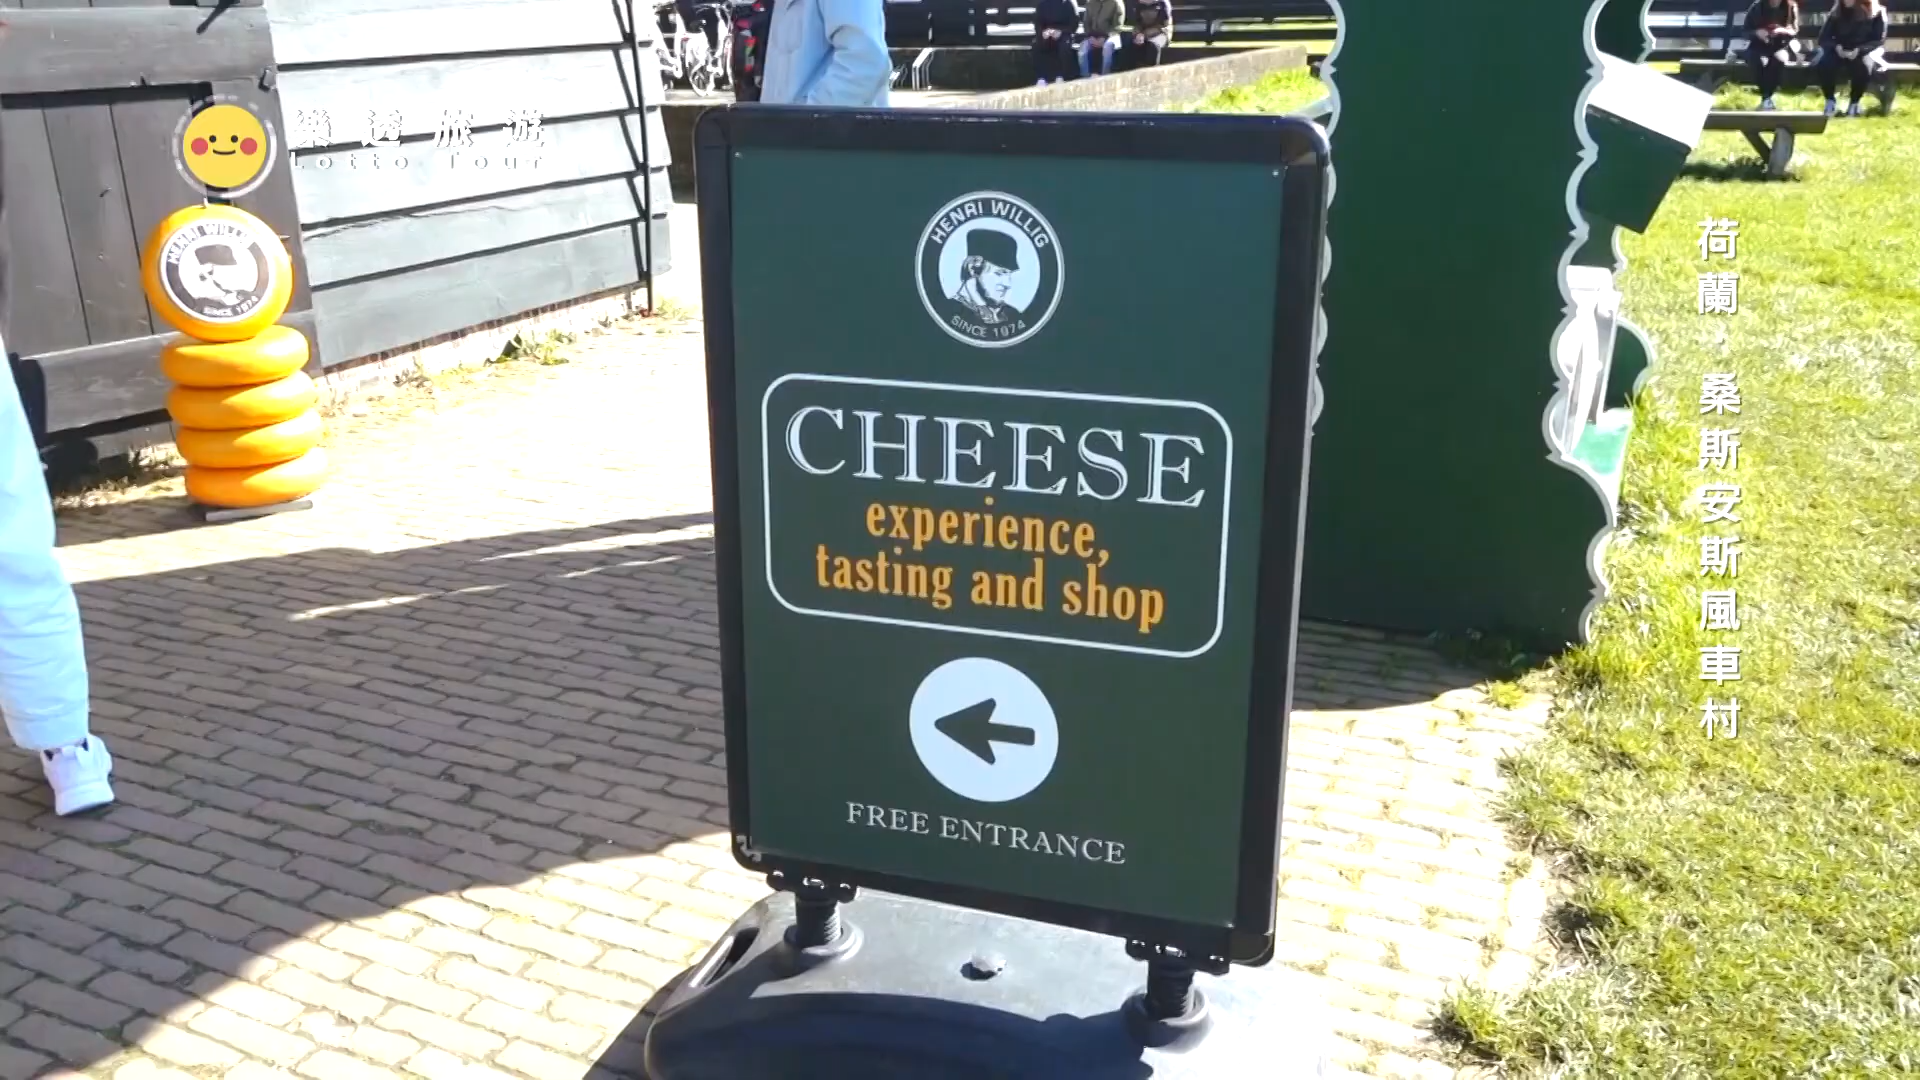 樂透旅遊
Lotto Tour
HENRI WILLIG
SINCE 1974
HENRI WILLIG
SINCE 1974
CHEESE
experience,
tasting and shop
FREE ENTRANCE
荷蘭．桑斯安斯風車村